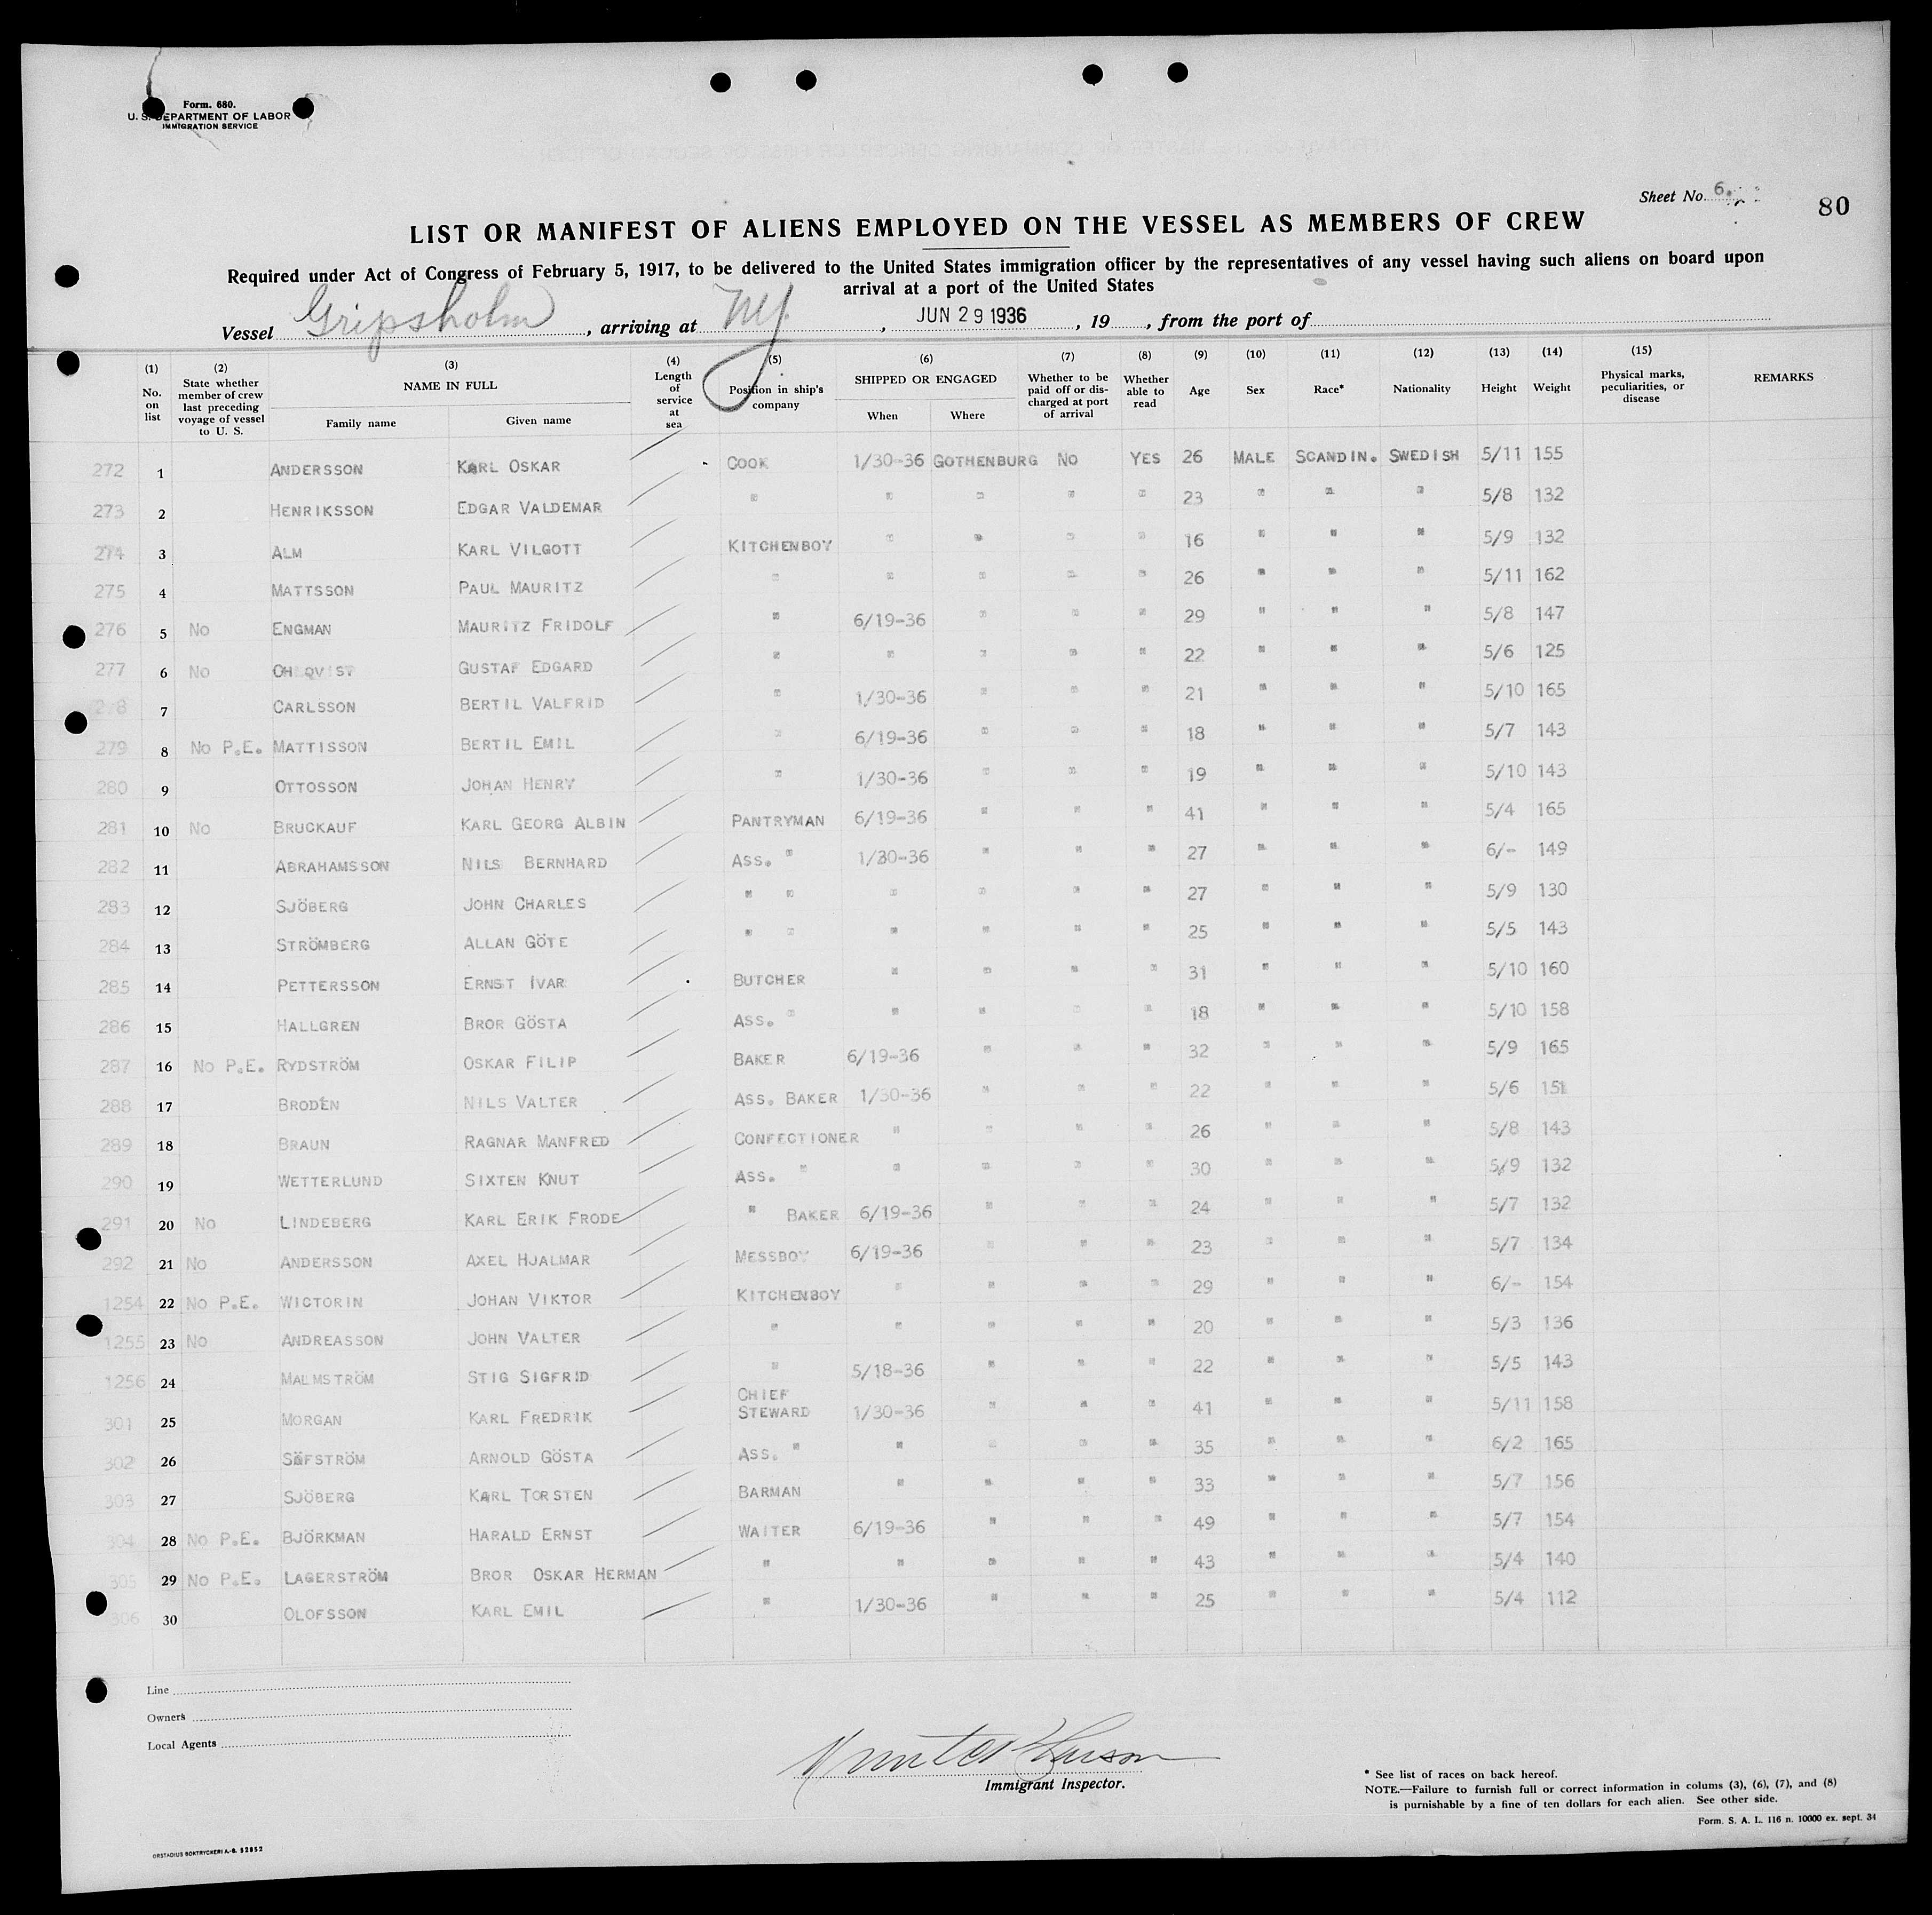 Form. 680.
U. S. DEPARTMENT OF LABOR
IMMIGRATION SERVICE
Sheet No. 6.
80
LIST OR MANIFEST OF ALIENS EMPLOYED ON THE VESSEL AS MEMBERS OF CREW
Required under Act of Congress of February 5, 1917, to be delivered to the United States immigration officer by the representatives of any vessel having such aliens on board upon
arrival at a port of the United States
Vessel Gripsholm, arriving at NY., JUN 29 1936, 19, from the port of
(1) (2) (3) (4) (5) (6) (7) (8) (9) (10) (11) (12) (13) (14) (15)
No. on list State whether member of crew last preceding voyage of vessel to U. S. NAME IN FULL Family name Given name Length of service at sea Position in ship's company SHIPPED OR ENGAGED When Where Whether to be paid off or discharged at port of arrival Whether able to read Age Sex Race* Nationality Height Weight Physical marks, peculiarities, or disease REMARKS
272 1 ANDERSSON KARL OSKAR COOK 1/30-36 GOTHENBURG NO YES 26 MALE SCANDIN. SWEDISH 5/11 155
273 2 HENRIKSSON EDGAR VALDEMAR " " " " " 23 " " " 5/8 132
274 3 ALM KARL VILGOTT KITCHENBOY " " " " 16 " " " 5/9 132
275 4 MATTSSON PAUL MAURITZ " " " " " 26 " " " 5/11 162
276 5 NO ENGMAN MAURITZ FRIDOLF " 6/19-36 " " " 29 " " " 5/8 147
277 6 NO GUSTAF EDGARD " " " " " 22 " " " 5/6 125
278 7 CARLSSON BERTIL VALFRID " 1/30-36 " " " 21 " " " 5/10 165
279 8 NO P.E. MATTISSON BERTIL EMIL " 6/19-36 " " " 18 " " " 5/7 143
280 9 OTTOSSON JOHAN HENRY " 1/30-36 " " " 19 " " " 5/10 143
281 10 NO BRUCKAUF KARL GEORG ALBIN PANTRYMAN 6/19-36 " " " 41 " " " 5/4 165
282 11 ABRAHAMSSON NILS BERNHARD ASS. " 1/30-36 " " " 27 " " " 6/- 149
283 12 SJÖBERG JOHN CHARLES " " " " " " 27 " " " 5/9 130
284 13 STRÖMBERG ALLAN GÖTE " " " " " " 25 " " " 5/5 143
285 14 PETTERSSON ERNST IVAR BUTCHER " " " " 31 " " " 5/10 160
286 15 HALLGREN BROR GÖSTA ASS. " " " " " 18 " " " 5/10 158
287 16 NO P.E. RYDSTRÖM OSKAR FILIP BAKER 6/19-36 " " " 32 " " " 5/9 165
288 17 BRODÉN NILS VALTER ASS. BAKER 1/30-36 " " " 22 " " " 5/6 151
289 18 BRAUN RAGNAR MANFRED CONFECTIONER " " " " 26 " " " 5/8 143
290 19 WETTERLUND SIXTEN KNUT ASS. " " " " " 30 " " " 5/9 132
291 20 NO LINDEBERG KARL ERIK FRODE " BAKER 6/19-36 " " " 24 " " " 5/7 132
292 21 NO ANDERSSON AXEL HJALMAR MESSBOY 6/19-36 " " " 23 " " " 5/7 134
1254 22 NO P.E. WICTORIN JOHAN VIKTOR KITCHENBOY " " " " 29 " " " 6/- 154
1255 23 NO ANDREASSON JOHN VALTER " " " " " 20 " " " 5/3 136
1256 24 MALMSTRÖM STIG SIGFRID " 5/18-36 " " " 22 " " " 5/5 143
301 25 MORGAN KARL FREDRIK CHIEF STEWARD 1/30-36 " " " 41 " " " 5/11 158
302 26 SÄFSTRÖM ARNOLD GÖSTA ASS. " " " " " 35 " " " 6/2 165
303 27 SJÖBERG KARL TORSTEN BARMAN " " " " 33 " " " 5/7 156
304 28 NO P.E. BJÖRKMAN HARALD ERNST WAITER 6/19-36 " " " 49 " " " 5/7 154
305 29 NO P.E. LAGERSTRÖM BROR OSKAR HERMAN " " " " " 43 " " " 5/4 140
306 30 OLOFSSON KARL EMIL " 1/30-36 " " " 25 " " " 5/4 112
Line
Owners
Local Agents
Immigrant Inspector.
* See list of races on back hereof.
NOTE.—Failure to furnish full or correct information in colums (3), (6), (7), and (8)
is punishable by a fine of ten dollars for each alien. See other side.
Form. S. A. L. 116 n. 10000 ex. sept. 34
ORSTADIUS BOKTRYCKERI A.-B. 52852